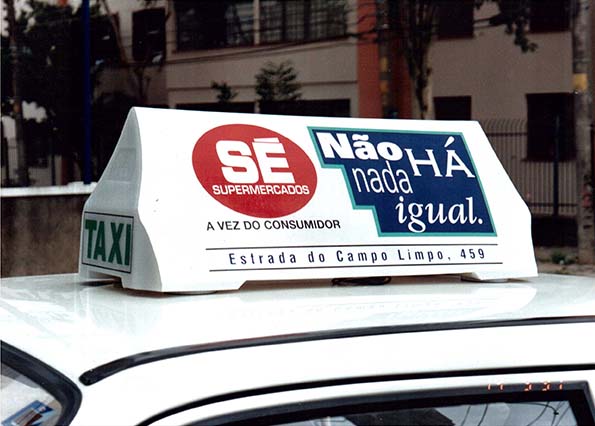 SÉ
SUPERMERCADOS
A VEZ DO CONSUMIDOR
Não HÁ
nada
igual.
Estrada do Campo Limpo, 459
TAXI